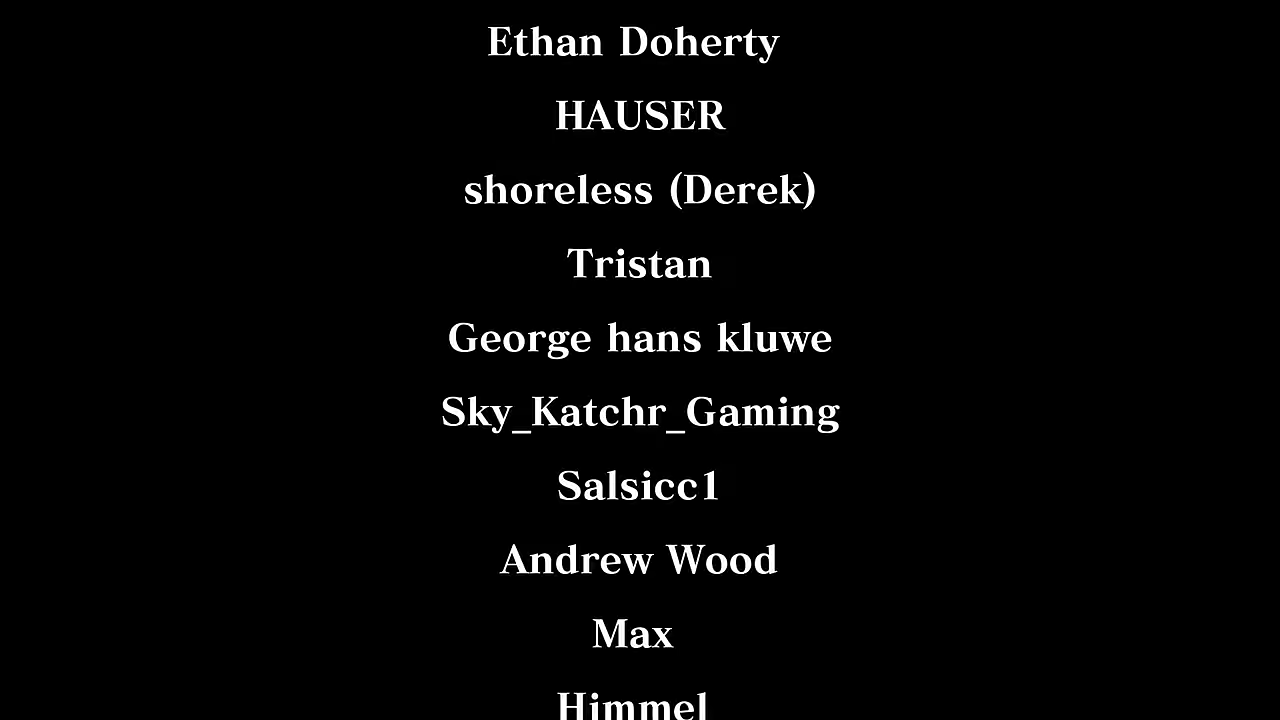 Ethan Doherty
HAUSER
shoreless (Derek)
Tristan
George hans kluwe
Sky_Katchr_Gaming
Salsicc1
Andrew Wood
Max
Himmel